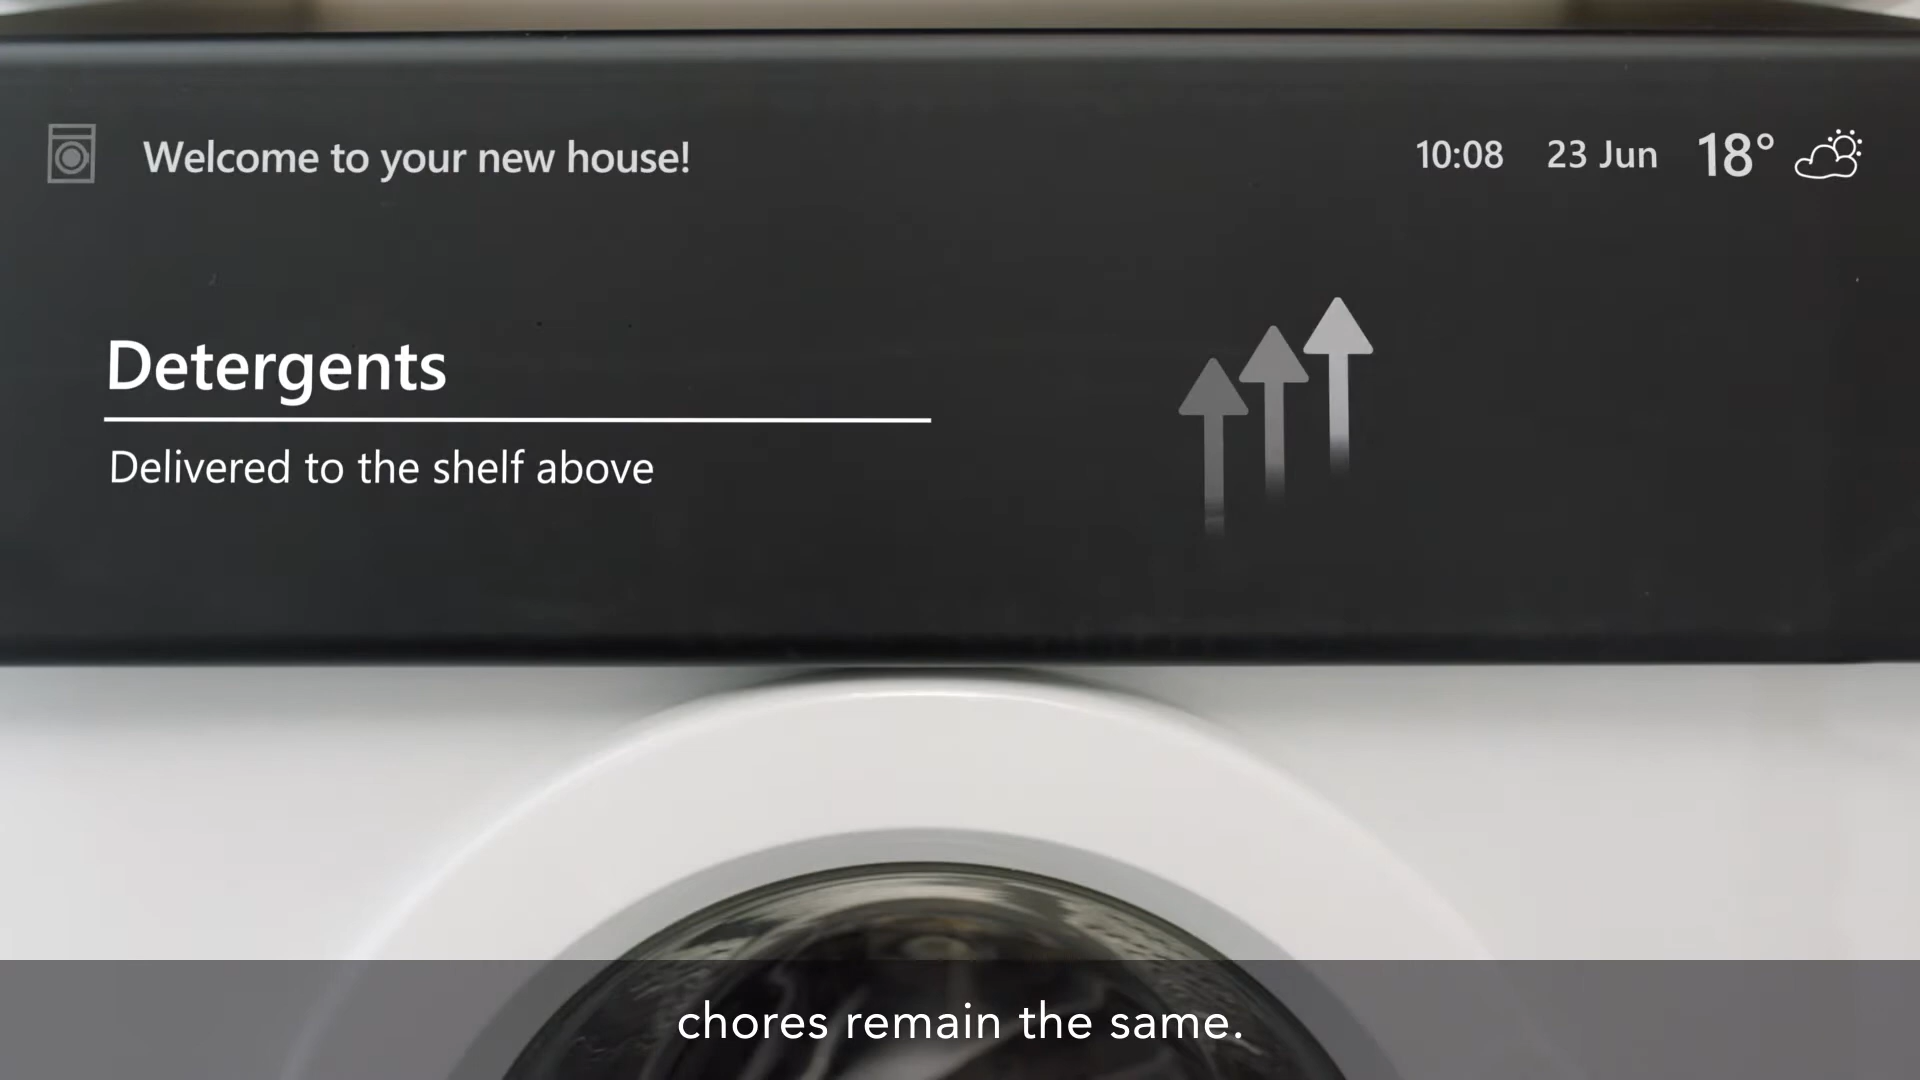 Welcome to your new house!
10:08 23 Jun 18°
Detergents
Delivered to the shelf above
chores remain the same.